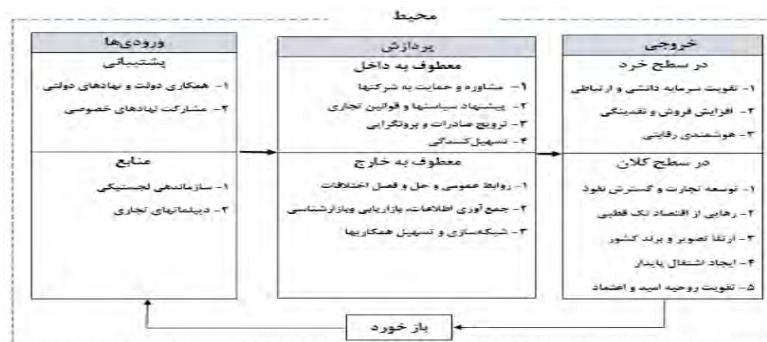 محیط
ورودی‌ها
پشتیبانی
۱- همکاری دولت و نهادهای دولتی
۲- مشارکت نهادهای خصوصی
منابع
۱- سازماندهی لجستیکی
۲- دیپلماتهای تجاری
پردازش
معطوف به داخل
۱- مشاوره و حمایت به شرکتها
۲- پیشنهاد سیاستها و قوانین تجاری
۳- ترویج صادرات و برونگرایی
۴- تسهیل‌کنندگی
معطوف به خارج
۱- روابط عمومی و حل و فصل اختلافات
۲- جمع‌آوری اطلاعات، بازاریابی وبازارشناسی
۳- شبکه‌سازی و تسهیل همکاریها
خروجی
در سطح خرد
۱- تقویت سرمایه دانشی و ارتباطی
۲- افزایش فروش و نقدینگی
۳- هوشمندی رقابتی
در سطح کلان
۱- توسعه تجارت و گسترش نفوذ
۲- رهایی از اقتصاد تک قطبی
۳- ارتقا تصویر و برند کشور
۴- ایجاد اشتغال پایدار
۵- تقویت روحیه امید و اعتماد
باز خورد